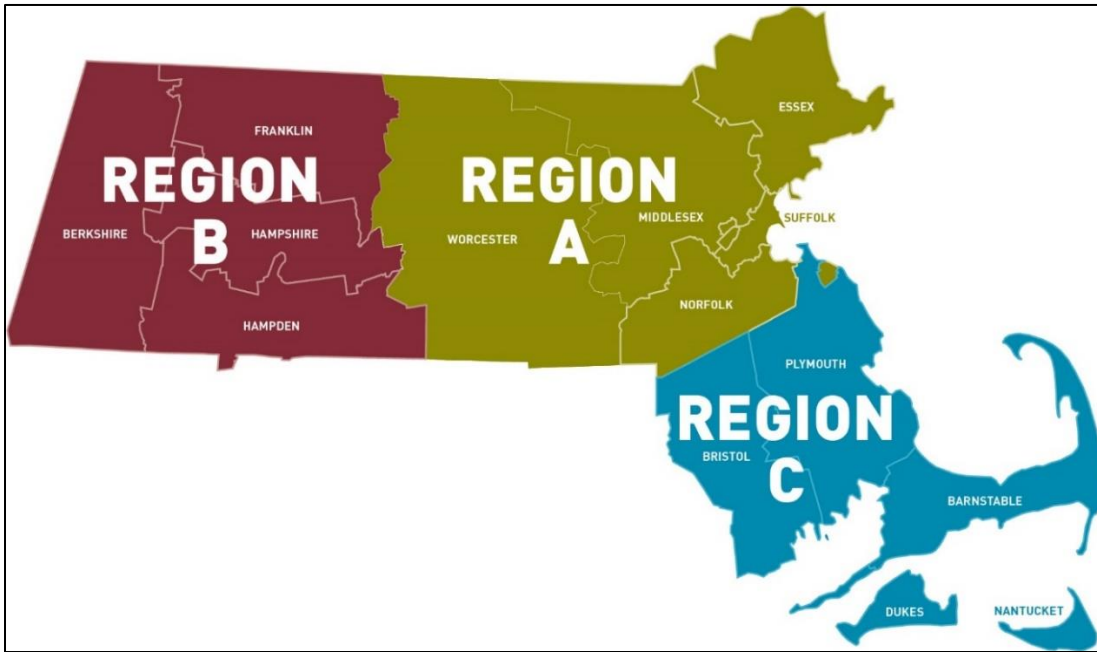 ESSEX
FRANKLIN
REGION
B
REGION
A
MIDDLESEX
SUFFOLK
BERKSHIRE
HAMPSHIRE
WORCESTER
NORFOLK
HAMPDEN
PLYMOUTH
REGION
C
BRISTOL
BARNSTABLE
DUKES
NANTUCKET